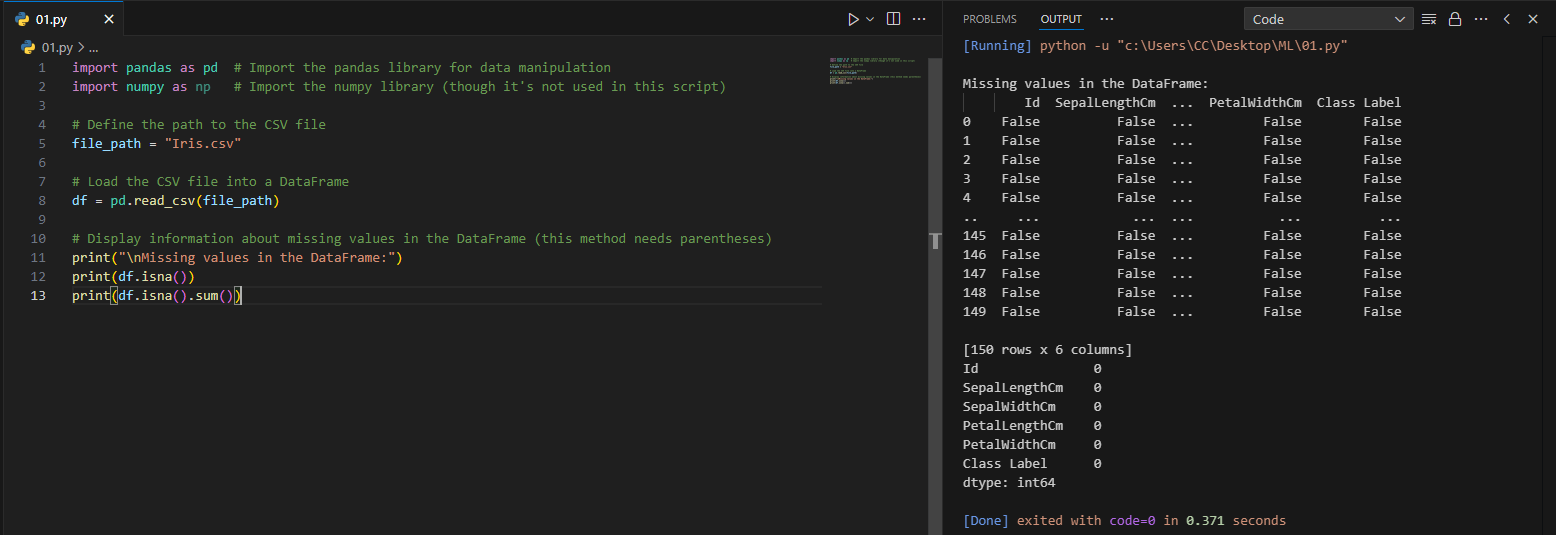 01.py
01.py > ...
1 import pandas as pd  # Import the pandas library for data manipulation
2 import numpy as np   # Import the numpy library (though it's not used in this script)
3
4 # Define the path to the CSV file
5 file_path = "Iris.csv"
6
7 # Load the CSV file into a DataFrame
8 df = pd.read_csv(file_path)
9
10 # Display information about missing values in the DataFrame (this method needs parentheses)
11 print("\nMissing values in the DataFrame:")
12 print(df.isna())
13 print(df.isna().sum())
PROBLEMS OUTPUT ... Code
[Running] python -u "c:\Users\CC\Desktop\ML\01.py"
Missing values in the DataFrame:
        Id  SepalLengthCm  ...  PetalWidthCm  Class Label
0    False          False  ...         False        False
1    False          False  ...         False        False
2    False          False  ...         False        False
3    False          False  ...         False        False
4    False          False  ...         False        False
..     ...            ...  ...           ...          ...
145  False          False  ...         False        False
146  False          False  ...         False        False
147  False          False  ...         False        False
148  False          False  ...         False        False
149  False          False  ...         False        False
[150 rows x 6 columns]
Id               0
SepalLengthCm    0
SepalWidthCm     0
PetalLengthCm    0
PetalWidthCm     0
Class Label      0
dtype: int64
[Done] exited with code=0 in 0.371 seconds